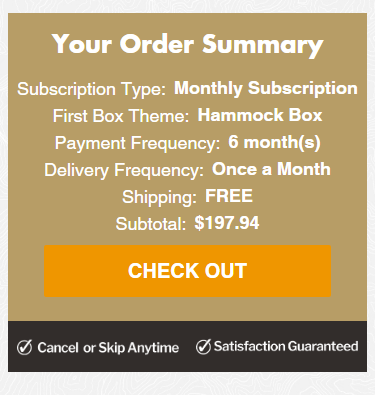 Your Order Summary
Subscription Type: Monthly Subscription
First Box Theme: Hammock Box
Payment Frequency: 6 month(s)
Delivery Frequency: Once a Month
Shipping: FREE
Subtotal: $197.94
CHECK OUT
Cancel or Skip Anytime Satisfaction Guaranteed